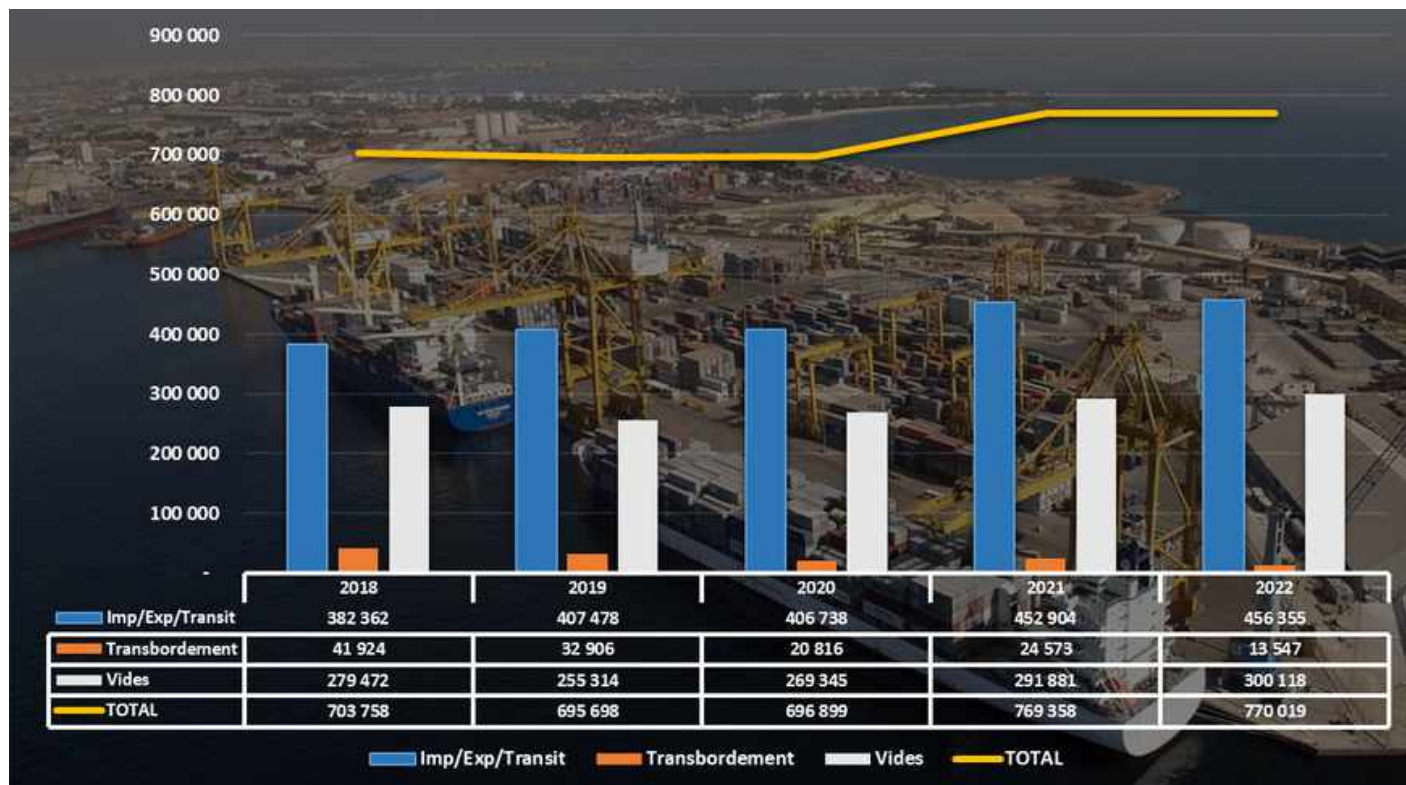 900 000
800 000
700 000
600 000
500 000
400 000
300 000
200 000
100 000
-
2018 2019 2020 2021 2022
Imp/Exp/Transit 382 362 407 478 406 738 452 904 456 355
Transbordement 41 924 32 906 20 816 24 573 13 547
Vides 279 472 255 314 269 345 291 881 300 118
TOTAL 703 758 695 698 696 899 769 358 770 019
Imp/Exp/Transit Transbordement Vides TOTAL